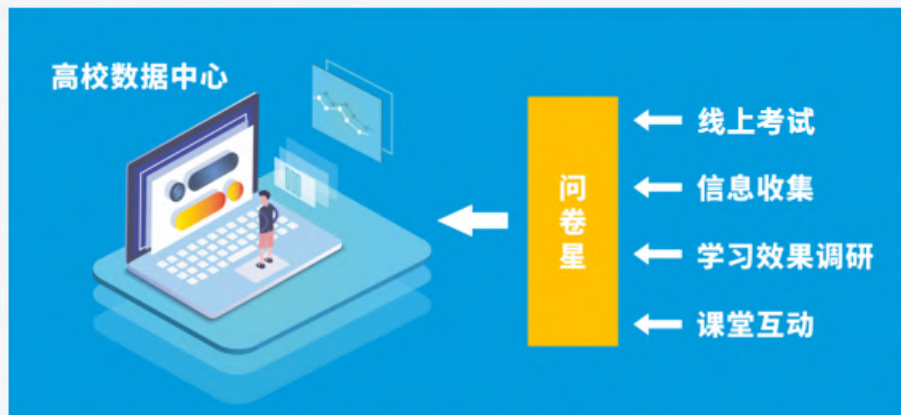 高校数据中心
问卷星
线上考试
信息收集
学习效果调研
课堂互动